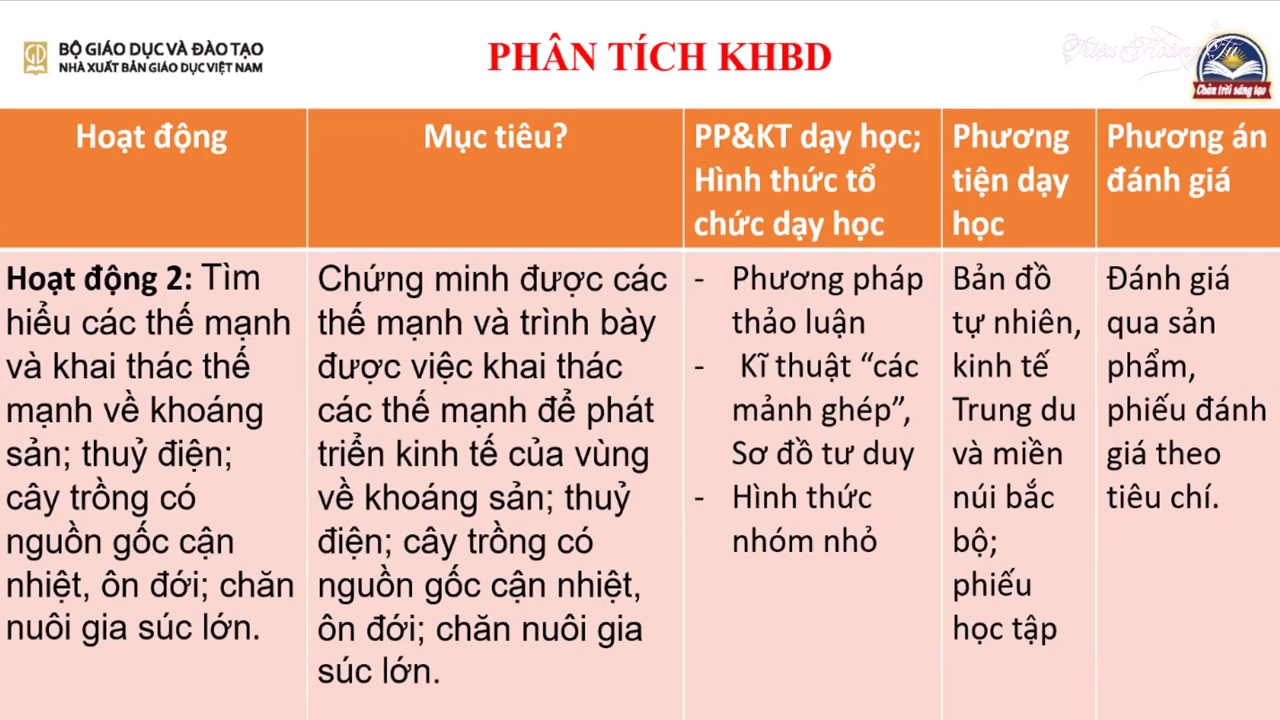 BỘ GIÁO DỤC VÀ ĐÀO TẠO
NHÀ XUẤT BẢN GIÁO DỤC VIỆT NAM
PHÂN TÍCH KHBD
Triệu Hoàng Tú
Chân trời sáng tạo
Hoạt động
Mục tiêu?
PP&KT dạy học;
Hình thức tổ
chức dạy học
Phương
tiện dạy
học
Phương án
đánh giá
Hoạt động 2: Tìm
hiểu các thế mạnh
và khai thác thế
mạnh về khoáng
sản; thuỷ điện;
cây trồng có
nguồn gốc cận
nhiệt, ôn đới; chăn
nuôi gia súc lớn.
Chứng minh được các
thế mạnh và trình bày
được việc khai thác
các thế mạnh để phát
triển kinh tế của vùng
về khoáng sản; thuỷ
điện; cây trồng có
nguồn gốc cận nhiệt,
ôn đới; chăn nuôi gia
súc lớn.
- Phương pháp
thảo luận
- Kĩ thuật “các
mảnh ghép”,
Sơ đồ tư duy
- Hình thức
nhóm nhỏ
Bản đồ
tự nhiên,
kinh tế
Trung du
và miền
núi bắc
bộ;
phiếu
học tập
Đánh giá
qua sản
phẩm,
phiếu đánh
giá theo
tiêu chí.